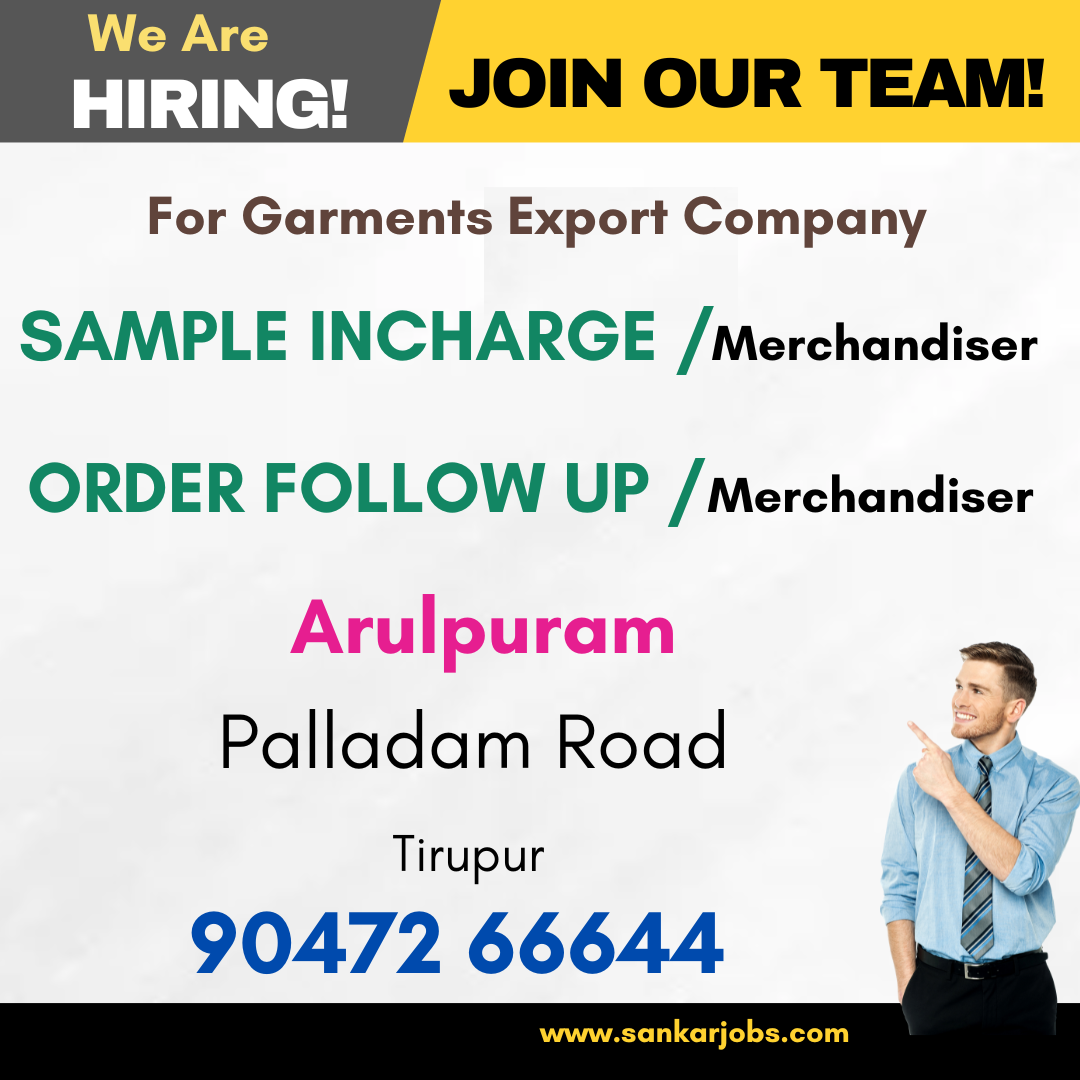 We Are
HIRING!
JOIN OUR TEAM!
For Garments Export Company
SAMPLE INCHARGE /Merchandiser
ORDER FOLLOW UP /Merchandiser
Arulpuram
Palladam Road
Tirupur
90472 66644
www.sankarjobs.com